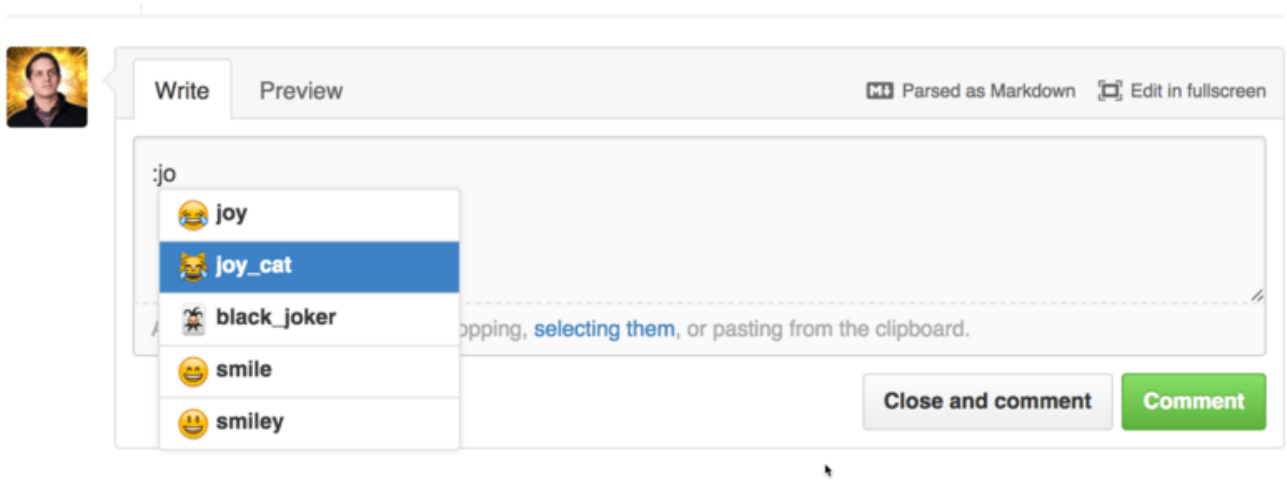 Write Preview Parsed as Markdown Edit in fullscreen
:jo
joy
joy_cat
black_joker
opping, selecting them, or pasting from the clipboard.
smile
Close and comment Comment
smiley